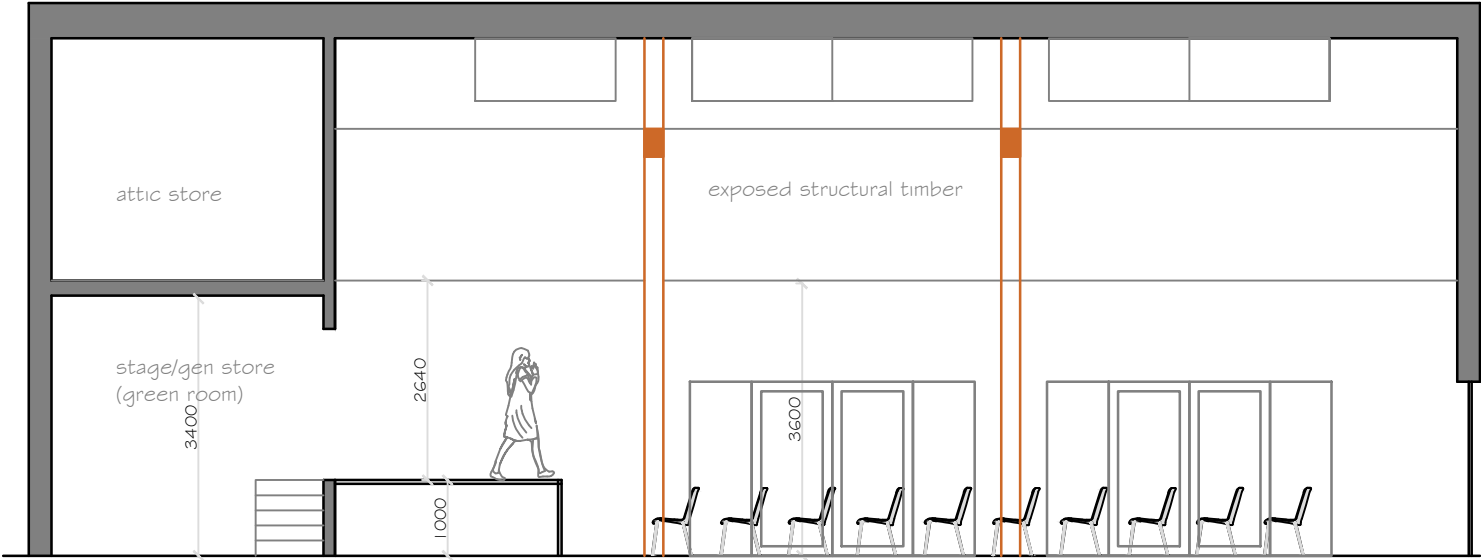 attic store
exposed structural timber
stage/gen store
(green room)
3400
2640
3600
1000